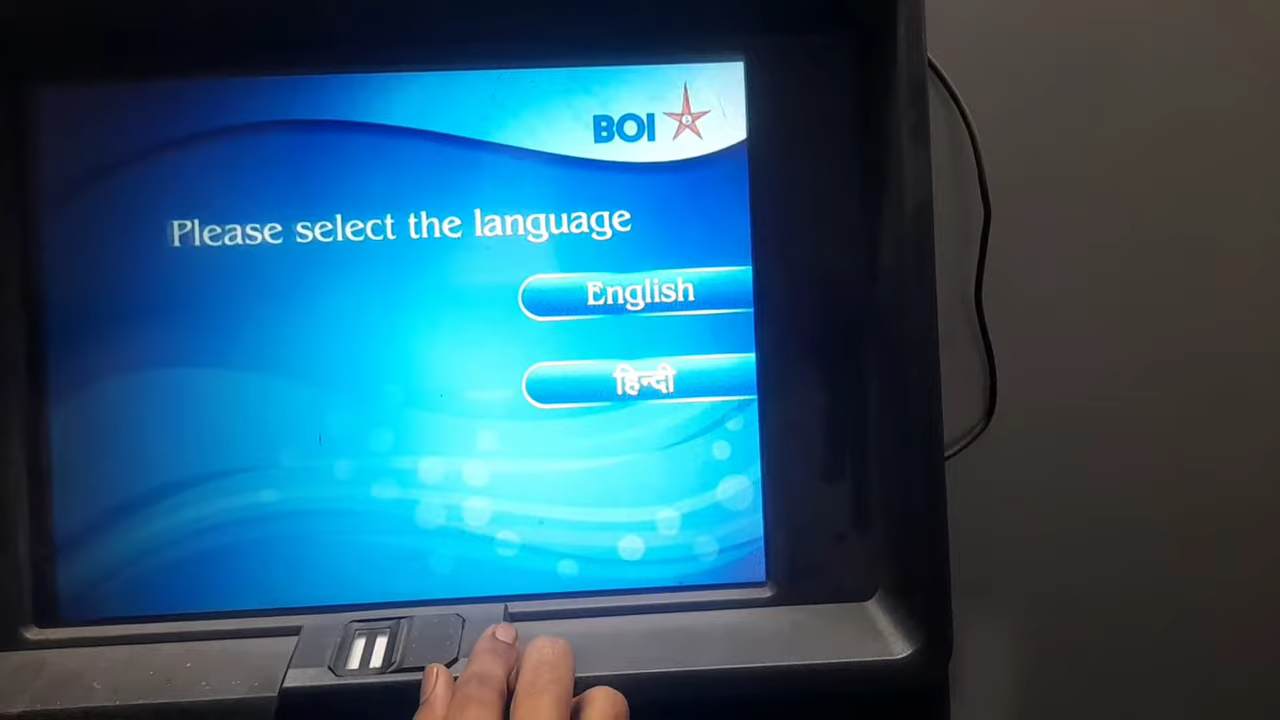 BOI
Please select the language
English
हिन्दी